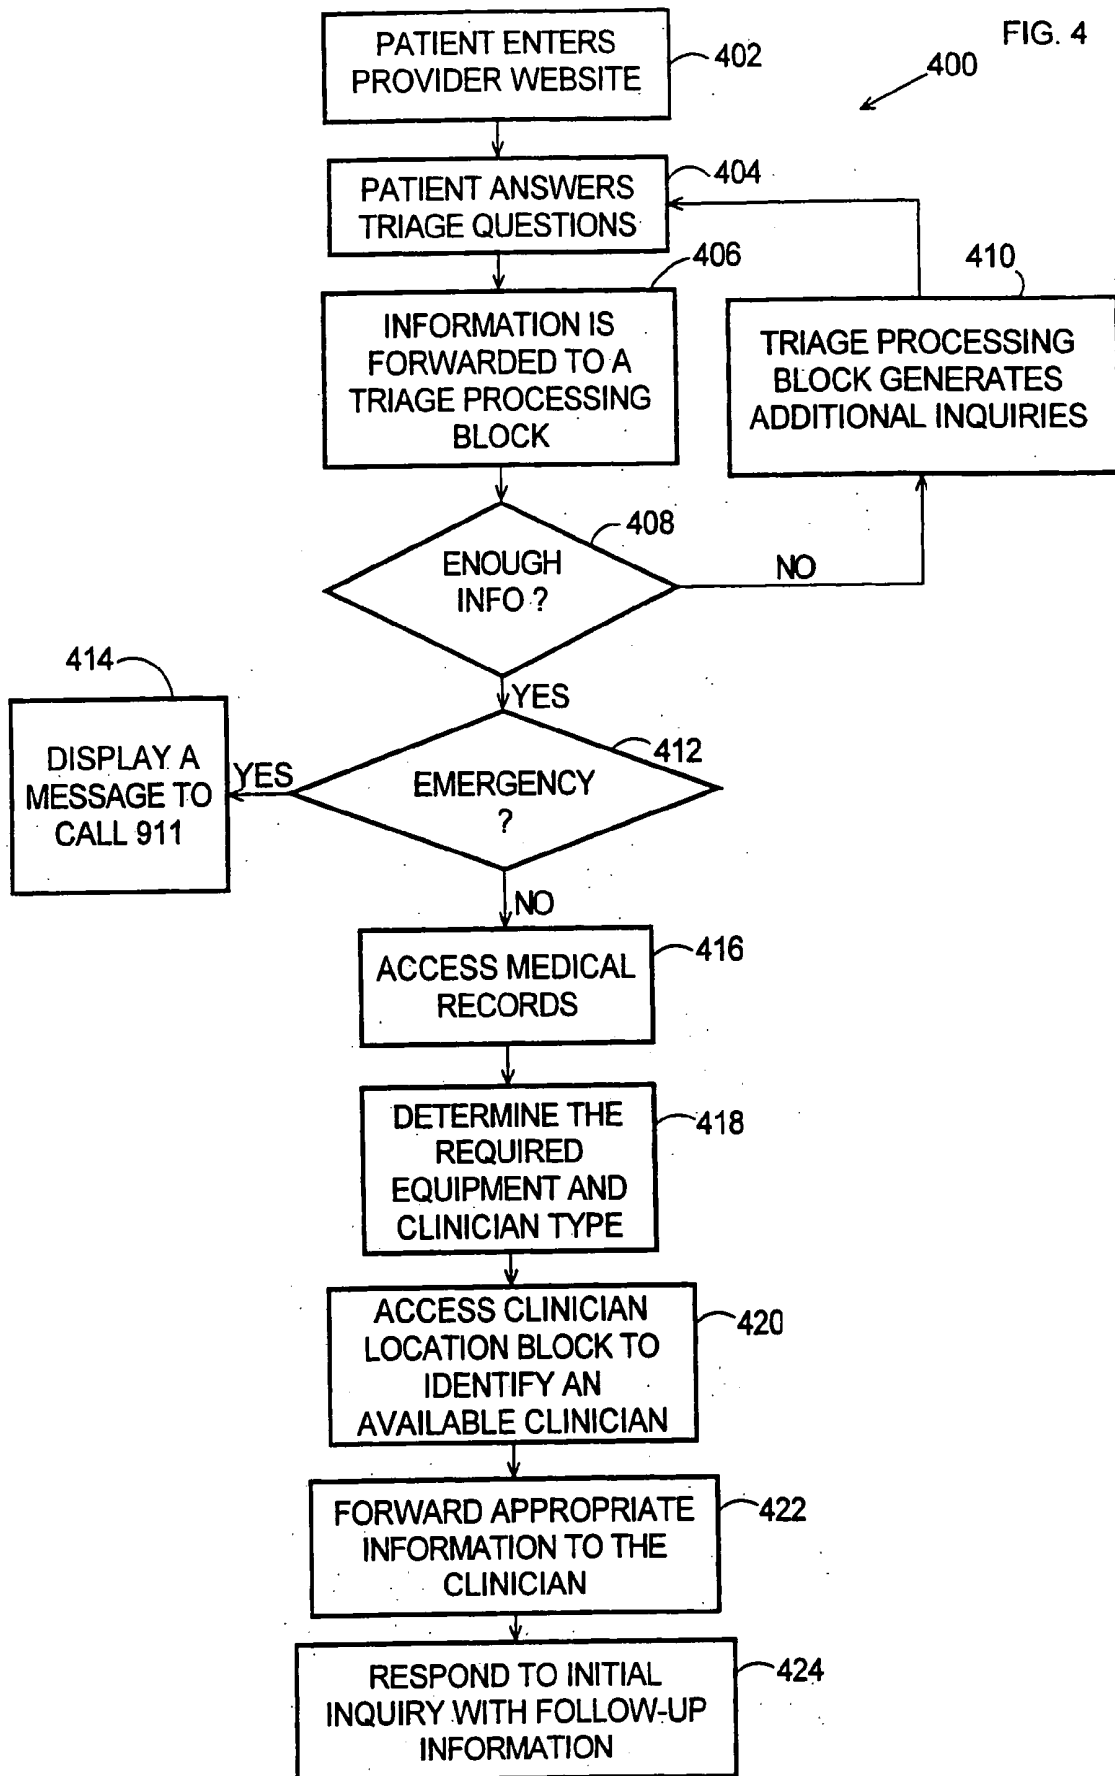 FIG. 4
400
PATIENT ENTERS
PROVIDER WEBSITE
402
PATIENT ANSWERS
TRIAGE QUESTIONS
404
INFORMATION IS
FORWARDED TO A
TRIAGE PROCESSING
BLOCK
406
TRIAGE PROCESSING
BLOCK GENERATES
ADDITIONAL INQUIRIES
410
ENOUGH
INFO ?
408
NO
YES
EMERGENCY
?
412
YES
DISPLAY A
MESSAGE TO
CALL 911
414
NO
ACCESS MEDICAL
RECORDS
416
DETERMINE THE
REQUIRED
EQUIPMENT AND
CLINICIAN TYPE
418
ACCESS CLINICIAN
LOCATION BLOCK TO
IDENTIFY AN
AVAILABLE CLINICIAN
420
FORWARD APPROPRIATE
INFORMATION TO THE
CLINICIAN
422
RESPOND TO INITIAL
INQUIRY WITH FOLLOW-UP
INFORMATION
424